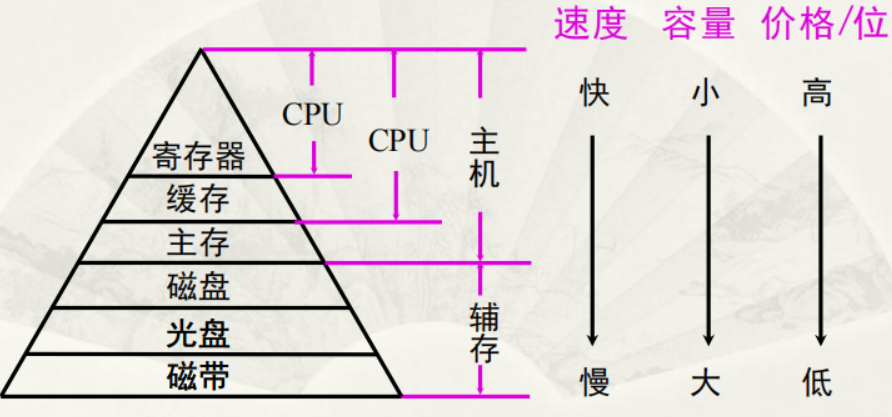 速度 容量 价格/位
快 小 高
CPU
CPU
主机
寄存器
缓存
主存
磁盘
辅存
光盘
磁带
慢 大 低